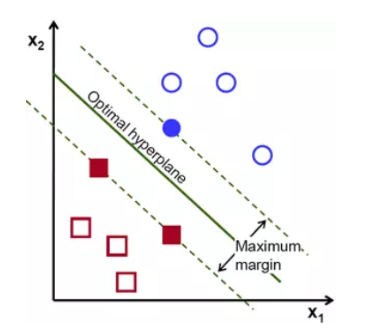 x2
Optimal hyperplane
Maximum
margin
x1